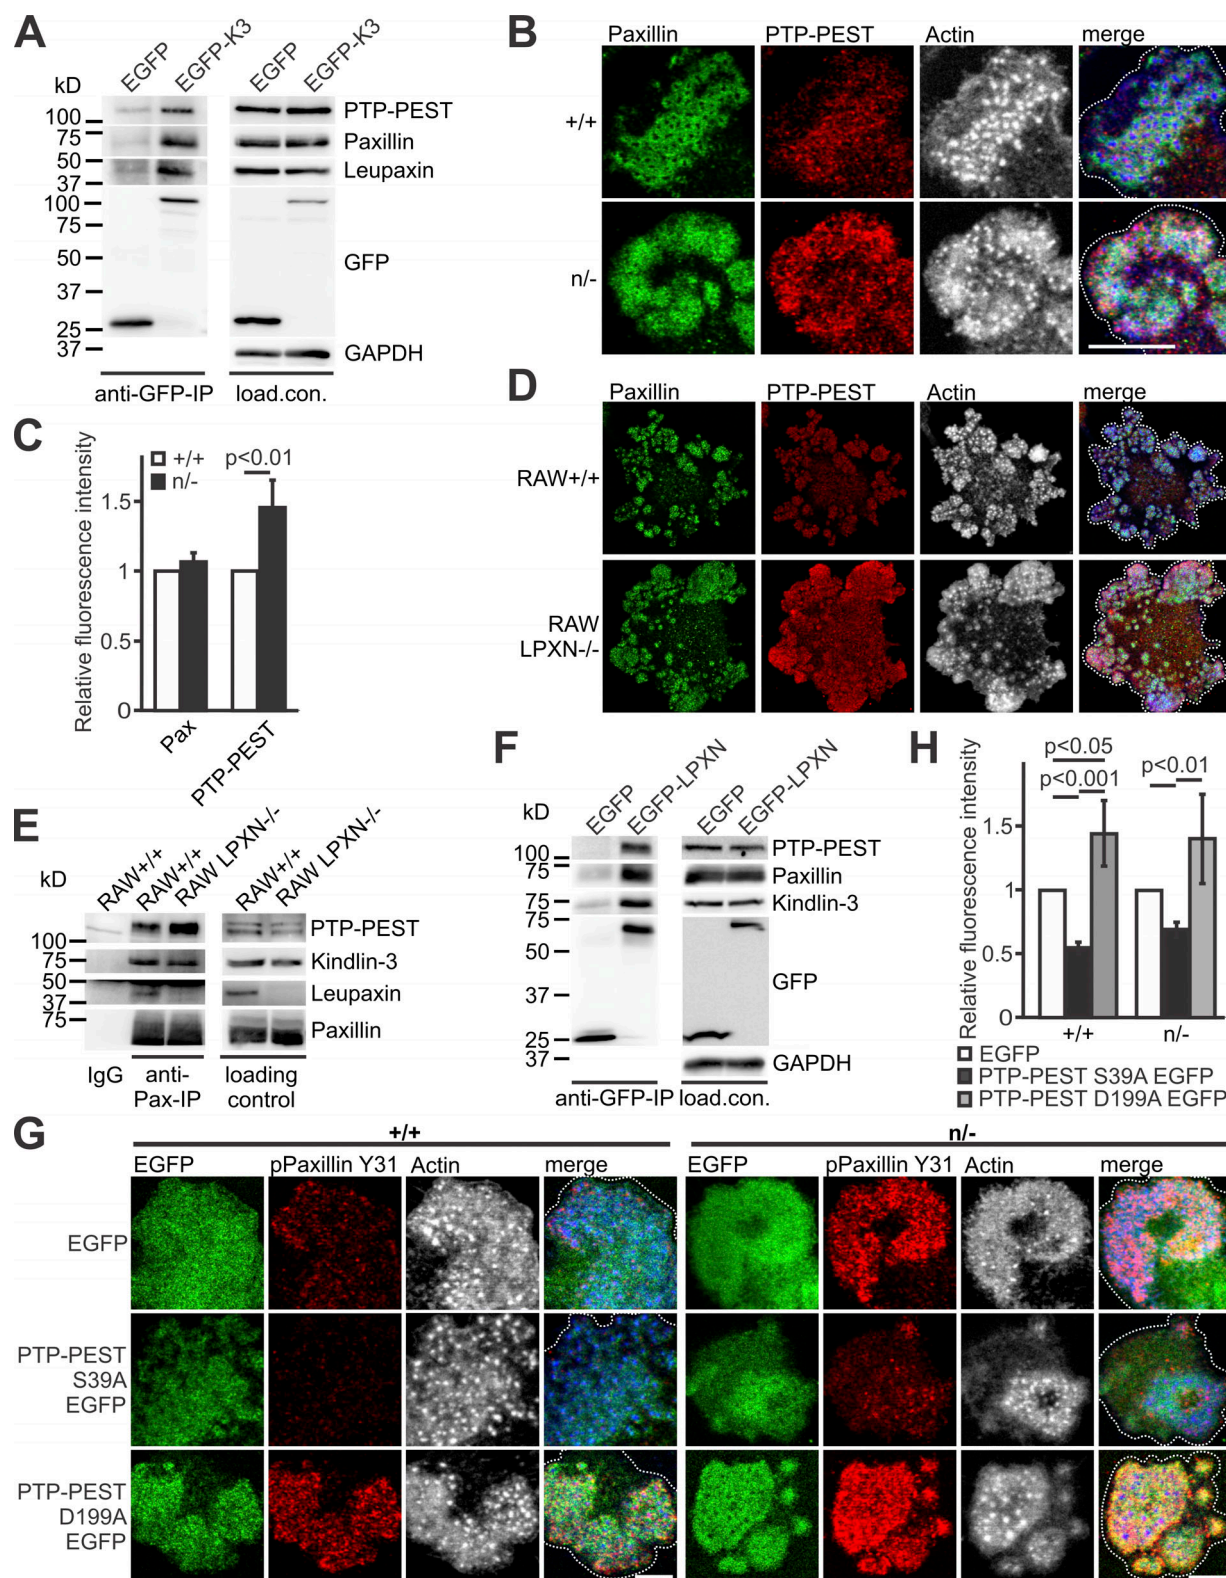 A
EGFP
EGFP-K3
EGFP
EGFP-K3
kD
100
75
50
37
100
75
50
37
25
37
PTP-PEST
Paxillin
Leupaxin
GFP
GAPDH
anti-GFP-IP
load.con.
B
Paxillin
PTP-PEST
Actin
merge
+/+
n/-
C
Relative fluorescence intensity
+/+
n/-
p<0.01
1.5
1
0.5
0
Pax
PTP-PEST
D
Paxillin
PTP-PEST
Actin
merge
RAW+/+
RAW
LPXN-/-
E
RAW+/+
RAW+/+
RAW LPXN-/-
RAW+/+
RAW LPXN-/-
kD
100
75
50
37
75
PTP-PEST
Kindlin-3
Leupaxin
Paxillin
IgG
anti-
Pax-IP
loading
control
F
EGFP
EGFP-LPXN
EGFP
EGFP-LPXN
kD
100
75
75
50
37
25
37
PTP-PEST
Paxillin
Kindlin-3
GFP
GAPDH
anti-GFP-IP
load.con.
H
Relative fluorescence intensity
p<0.05
p<0.001
p<0.01
1.5
1
0.5
0
+/+
n/-
EGFP
PTP-PEST S39A EGFP
PTP-PEST D199A EGFP
G
+/+
n/-
EGFP
pPaxillin Y31
Actin
merge
EGFP
pPaxillin Y31
Actin
merge
EGFP
PTP-PEST
S39A
EGFP
PTP-PEST
D199A
EGFP